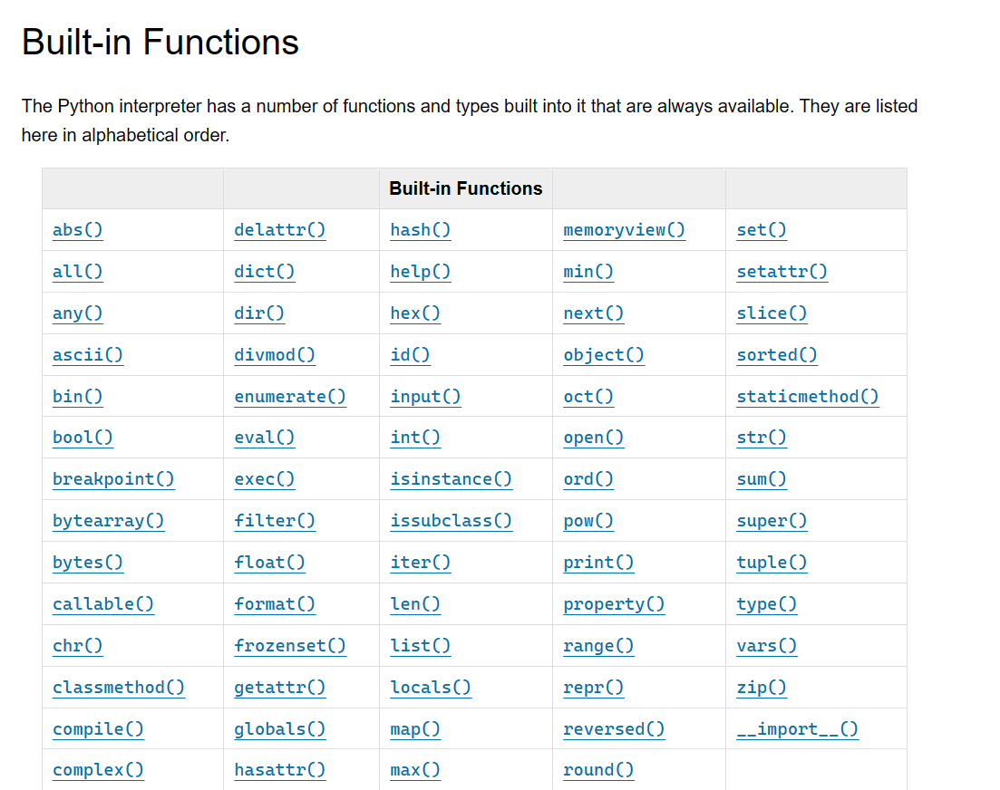 Built-in Functions
The Python interpreter has a number of functions and types built into it that are always available. They are listed
here in alphabetical order.
Built-in Functions
abs() delattr() hash() memoryview() set()
all() dict() help() min() setattr()
any() dir() hex() next() slice()
ascii() divmod() id() object() sorted()
bin() enumerate() input() oct() staticmethod()
bool() eval() int() open() str()
breakpoint() exec() isinstance() ord() sum()
bytearray() filter() issubclass() pow() super()
bytes() float() iter() print() tuple()
callable() format() len() property() type()
chr() frozenset() list() range() vars()
classmethod() getattr() locals() repr() zip()
compile() globals() map() reversed() __import__()
complex() hasattr() max() round()